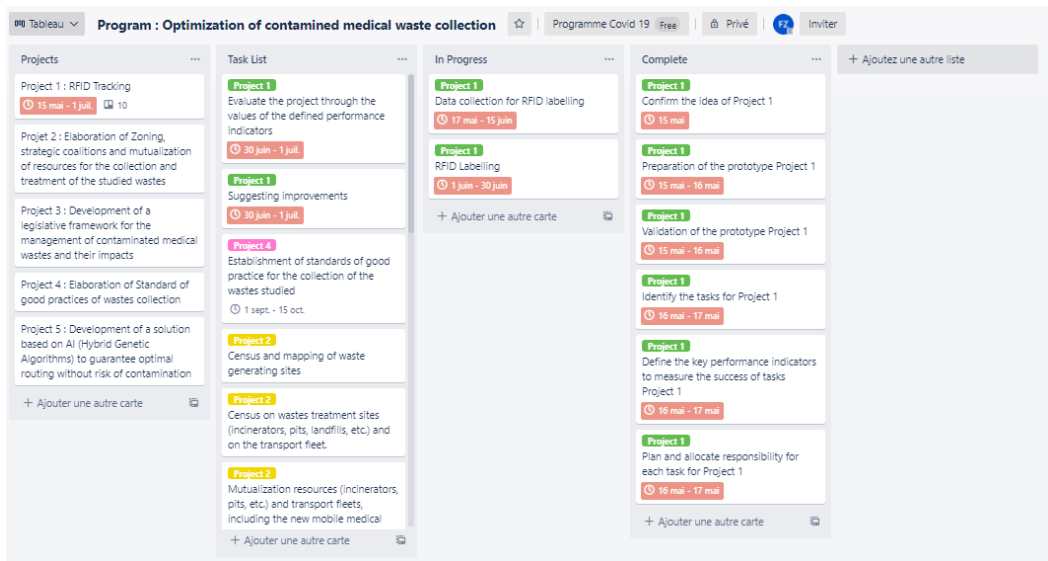 Tableau
Program : Optimization of contamined medical waste collection
Programme Covid 19 Free
Privé
FZ
Inviter
Projects
Project 1 : RFID Tracking
15 mai - 1 juil. 10
Projet 2 : Elaboration of Zoning,
strategic coalitions and mutualization
of resources for the collection and
treatment of the studied wastes
Project 3 : Development of a
legislative framework for the
management of contaminated medical
wastes and their impacts
Project 4 : Elaboration of Standard of
good practices of wastes collection
Project 5 : Development of a solution
based on AI (Hybrid Genetic
Algorithms) to guarantee optimal
routing without risk of contamination
+ Ajouter une autre carte
Task List
Project 1
Evaluate the project through the
values of the defined performance
indicators
30 juin - 1 juil.
Project 1
Suggesting improvements
30 juin - 1 juil.
Project 4
Establishment of standards of good
practice for the collection of the
wastes studied
1 sept. - 15 oct.
Project 2
Census and mapping of waste
generating sites
Project 2
Census on wastes treatment sites
(incinerators, pits, landfills, etc.) and
on the transport fleet.
Project 2
Mutualization resources (incinerators,
pits, etc.) and transport fleets,
including the new mobile medical
+ Ajouter une autre carte
In Progress
Project 1
Data collection for RFID labelling
17 mai - 15 juin
Project 1
RFID Labelling
1 juin - 30 juin
+ Ajouter une autre carte
Complete
Project 1
Confirm the idea of Project 1
15 mai
Project 1
Preparation of the prototype Project 1
15 mai - 16 mai
Project 1
Validation of the prototype Project 1
15 mai - 16 mai
Project 1
Identify the tasks for Project 1
16 mai - 17 mai
Project 1
Define the key performance indicators
to measure the success of tasks
Project 1
16 mai - 17 mai
Project 1
Plan and allocate responsibility for
each task for Project 1
16 mai - 17 mai
+ Ajouter une autre carte
+ Ajoutez une autre liste